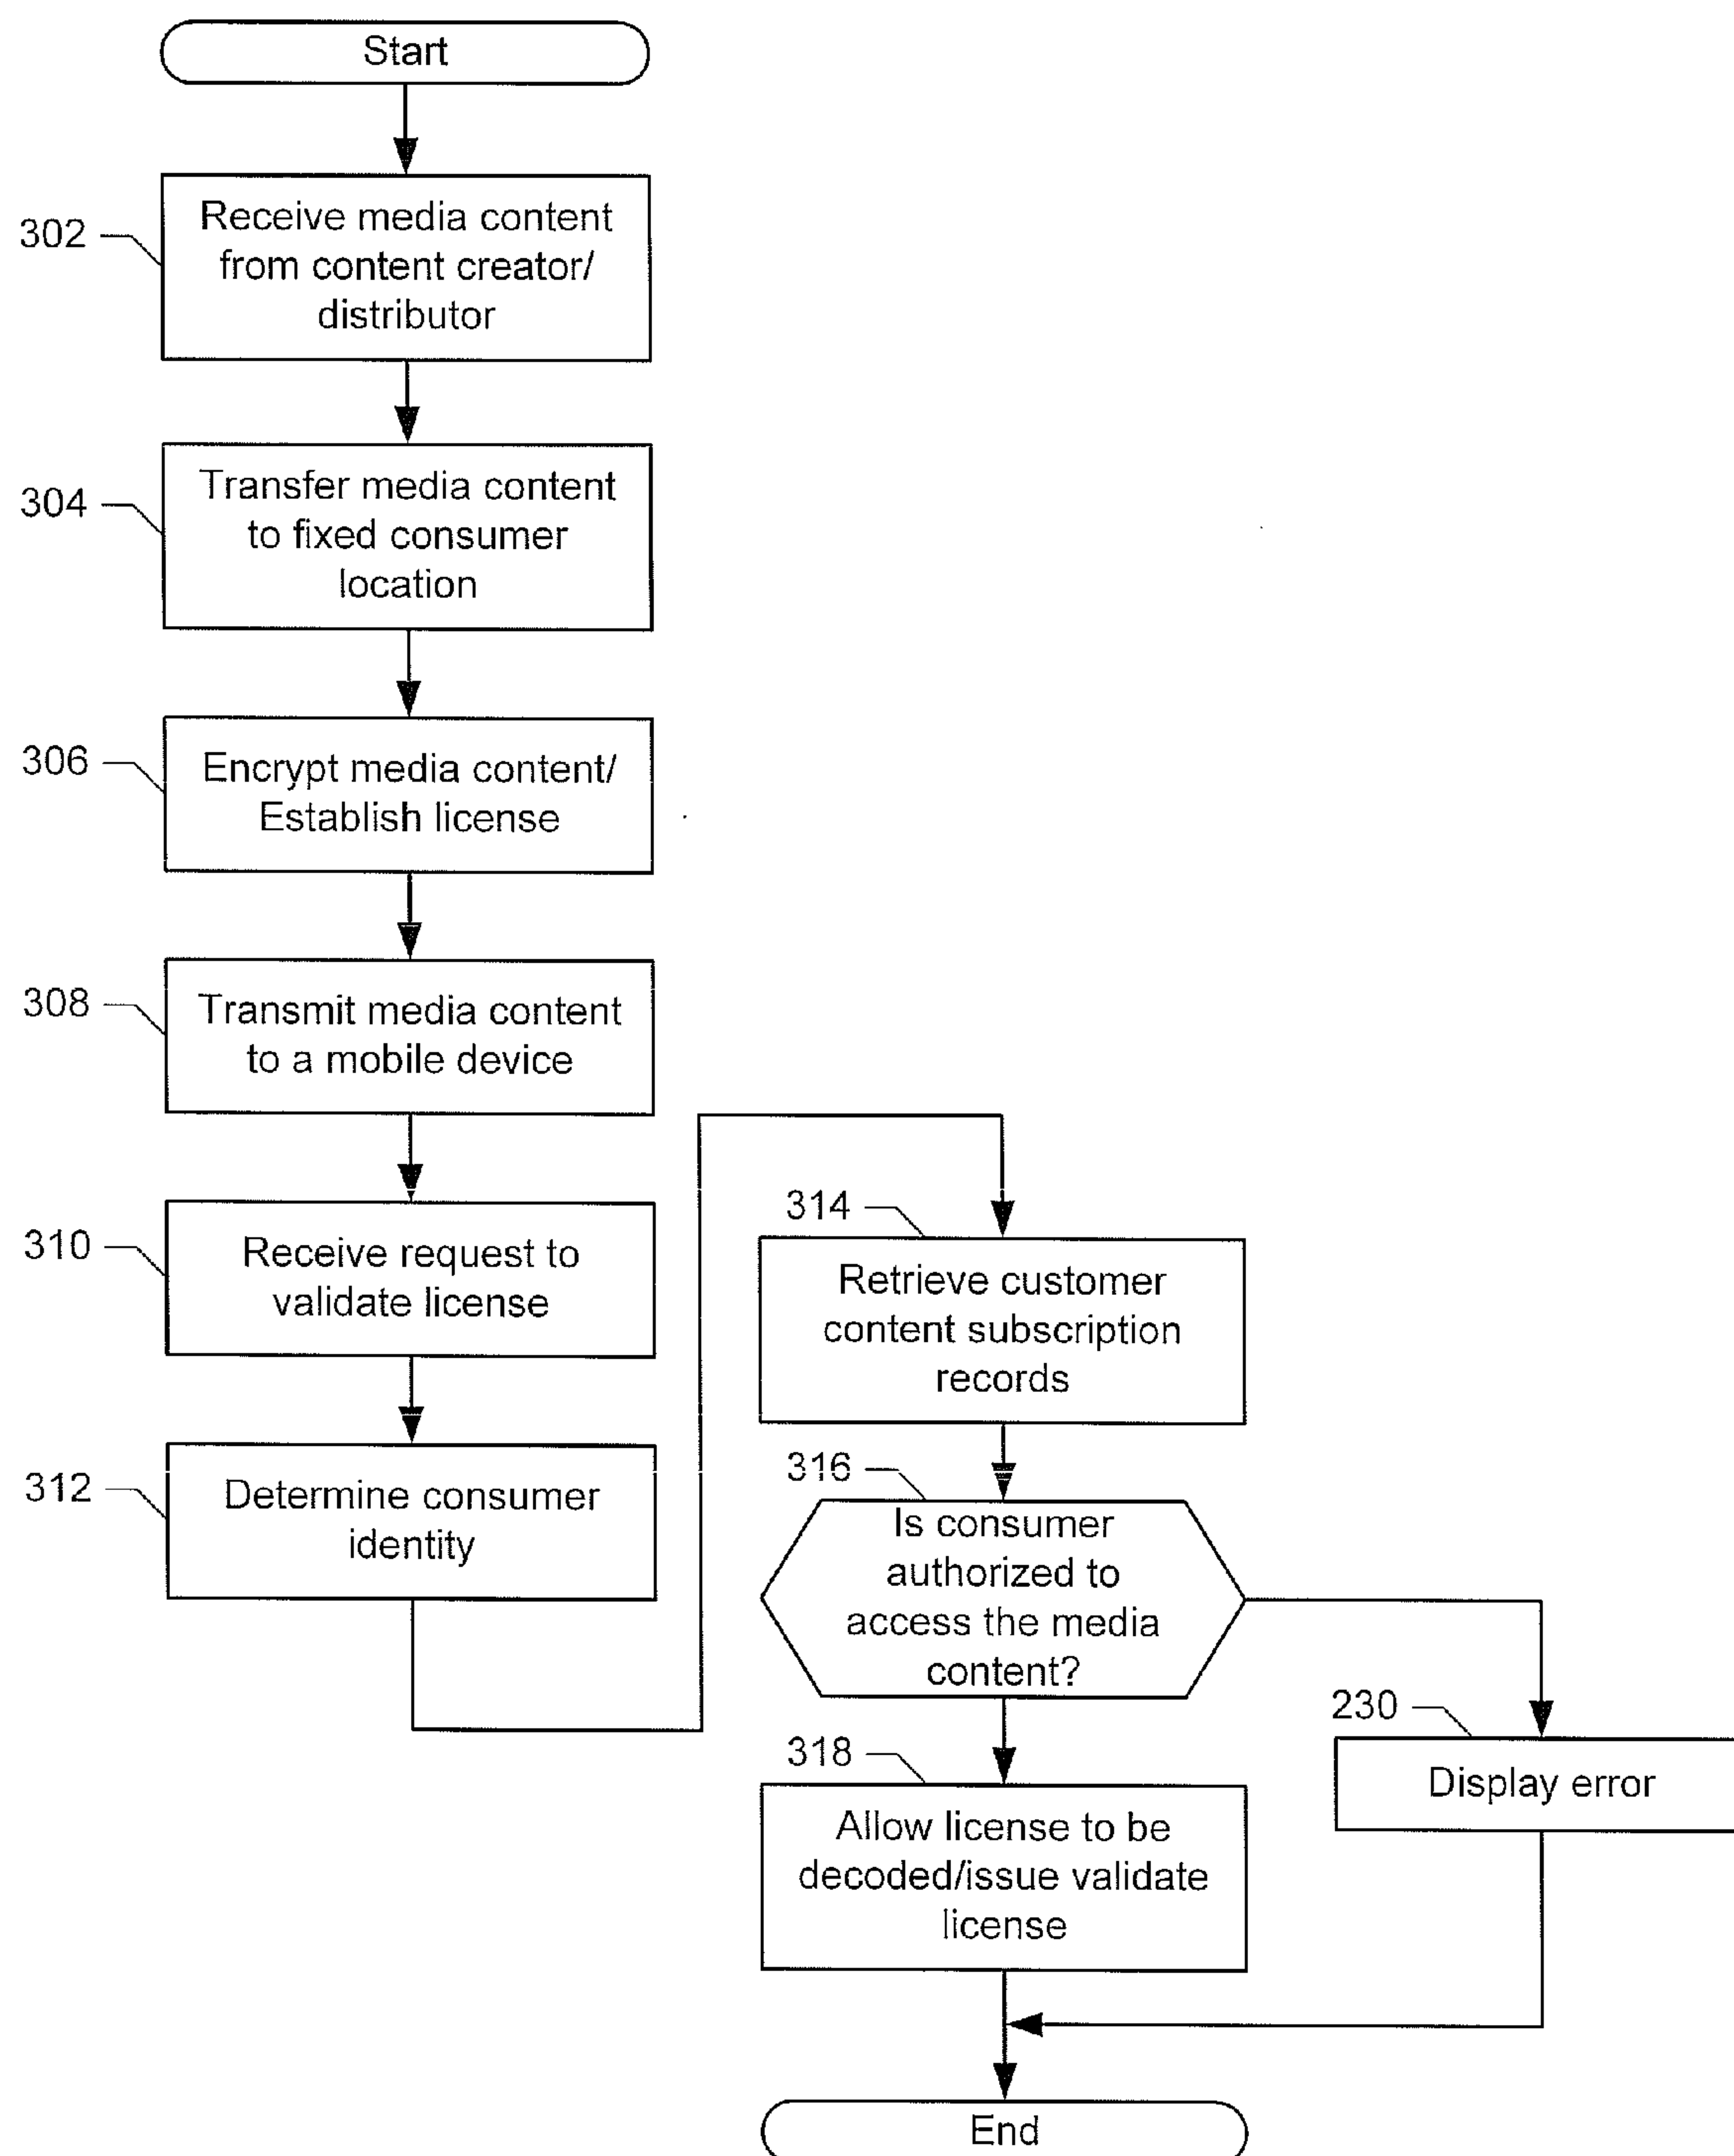 Start
302
Receive media content
from content creator/
distributor
304
Transfer media content
to fixed consumer
location
306
Encrypt media content/
Establish license
308
Transmit media content
to a mobile device
310
Receive request to
validate license
312
Determine consumer
identity
314
Retrieve customer
content subscription
records
316
Is consumer
authorized to
access the media
content?
318
Allow license to be
decoded/issue validate
license
230
Display error
End